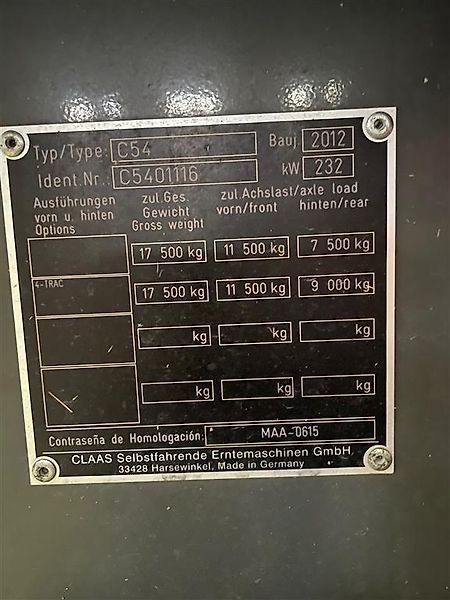 Typ/Type: C54 Bauj. 2012
Ident.Nr.: C5401116 kW 232
Ausführungen zul.Ges. zul.Achslast/axle load
vorn u. hinten Gewicht vorn/front hinten/rear
Options Gross weight
17 500 kg 11 500 kg 7 500 kg
4-TRAC 17 500 kg 11 500 kg 9 000 kg
kg kg kg
kg kg kg
Contraseña de Homologación: MAA-0615
CLAAS Selbstfahrende Erntemaschinen GmbH.
33428 Harsewinkel, Made in Germany